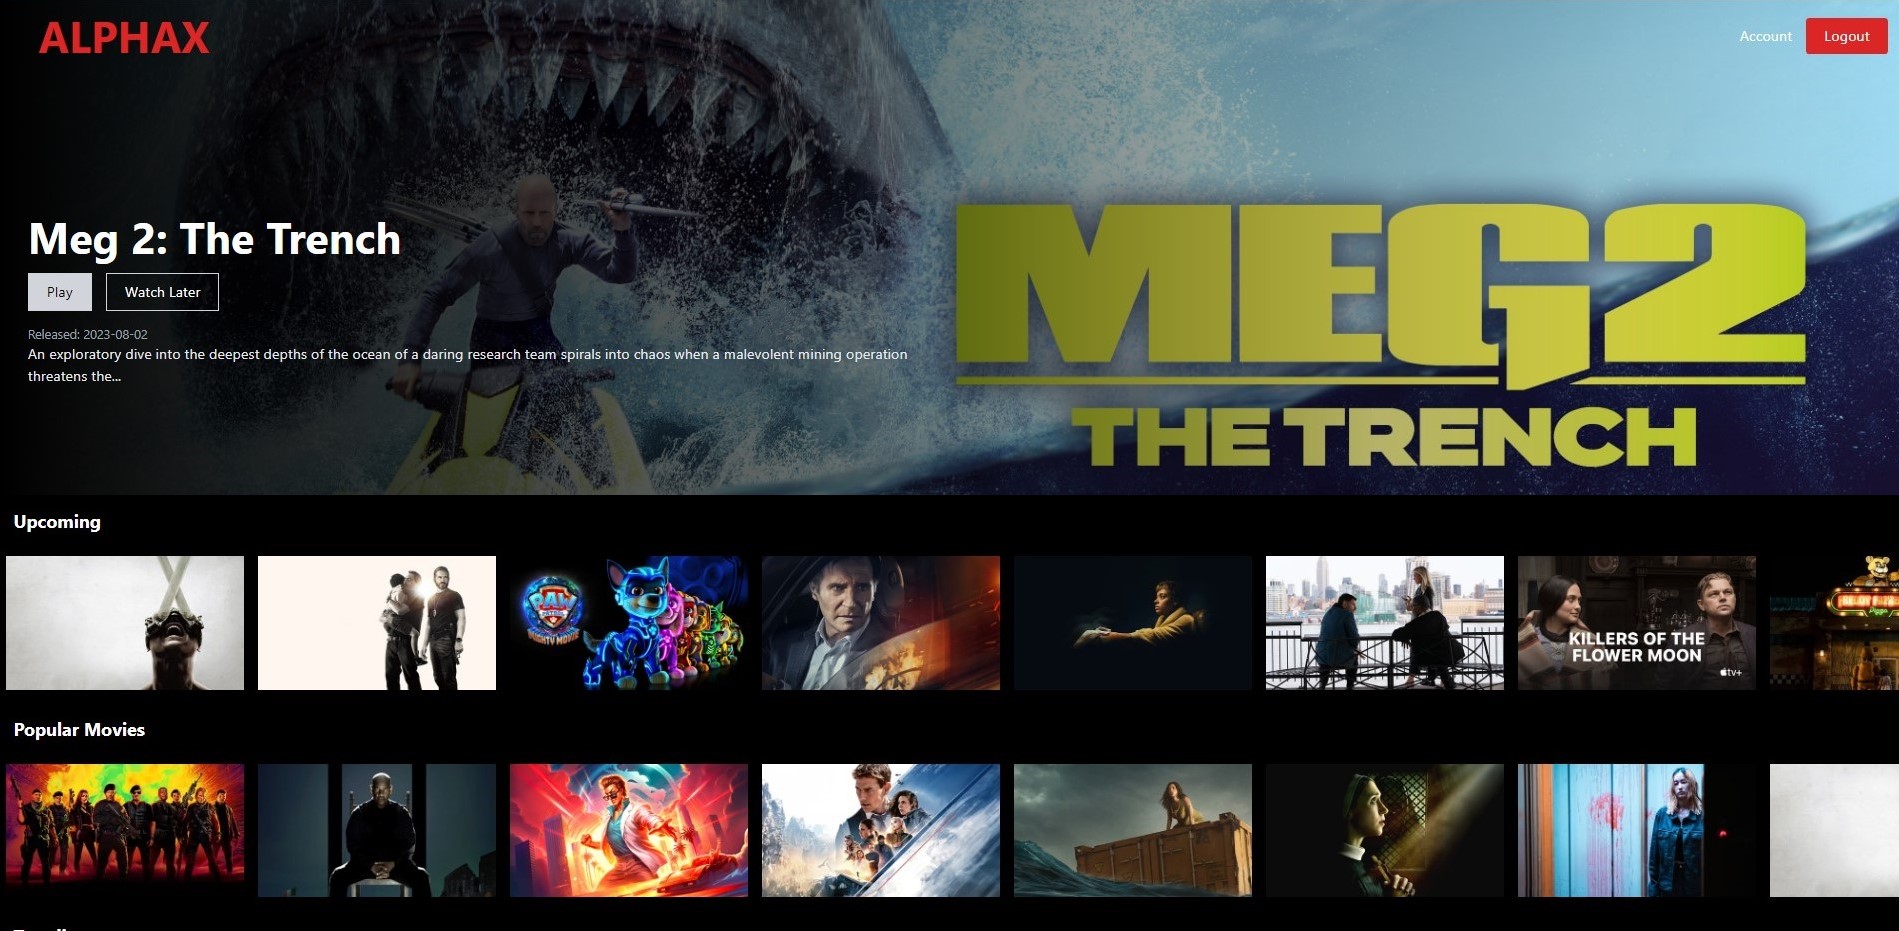 ALPHAX
Account
Logout
MEG2
THE TRENCH
Meg 2: The Trench
Play
Watch Later
Released: 2023-08-02
An exploratory dive into the deepest depths of the ocean of a daring research team spirals into chaos when a malevolent mining operation
threatens the...
Upcoming
PAW
PATROL
MIGHTY MOVIE
KILLERS OF THE
FLOWER MOON
tv+
Popular Movies